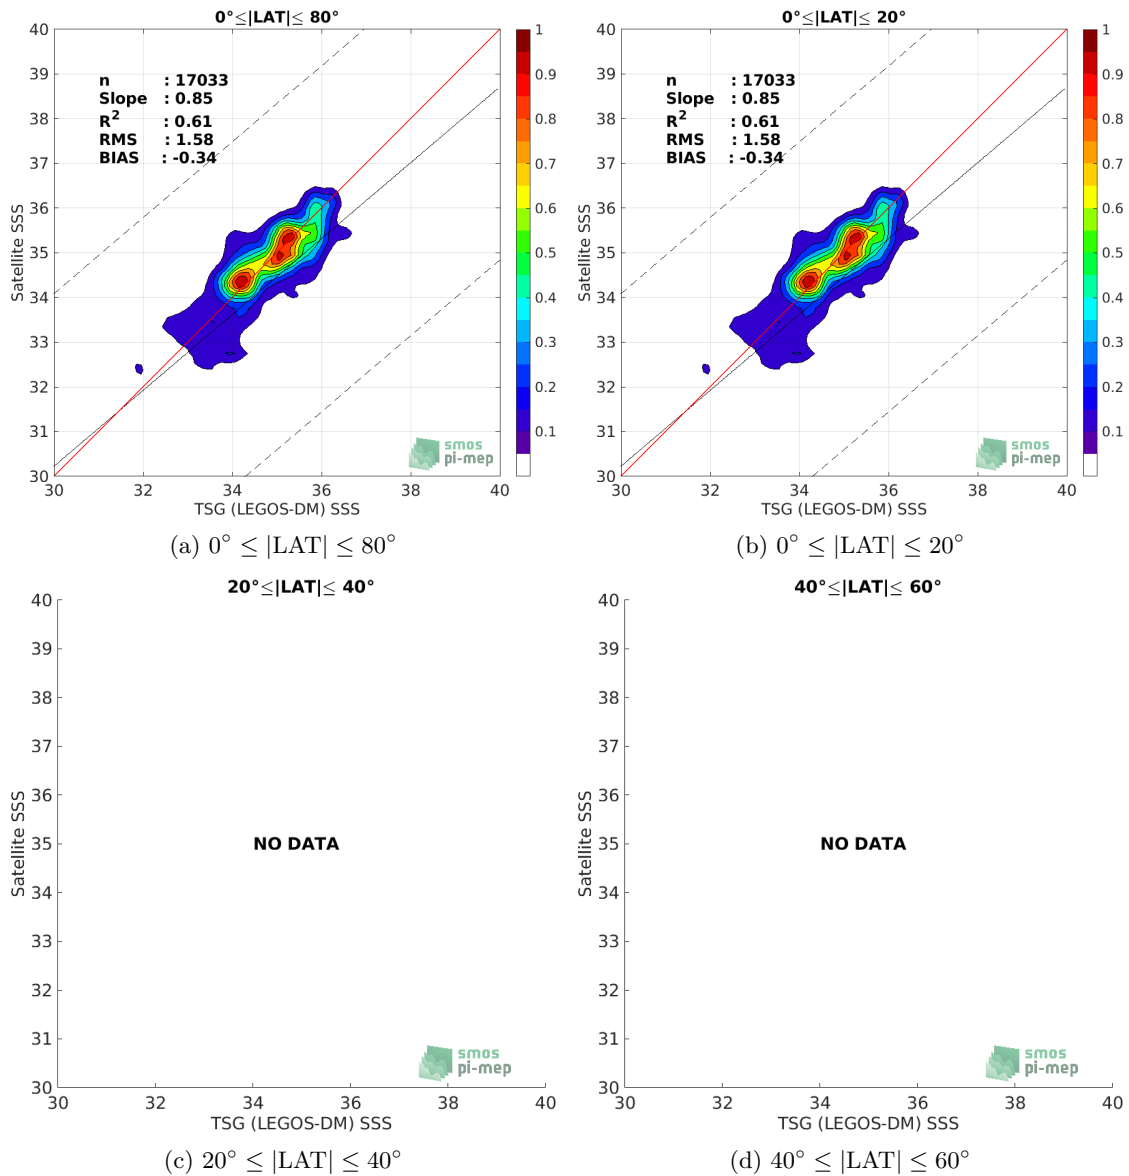 0°≤|LAT|≤ 80°
40
39
38
37
36
35
34
33
32
31
30
Satellite SSS
n : 17033
Slope : 0.85
R² : 0.61
RMS : 1.58
BIAS : -0.34
1
0.9
0.8
0.7
0.6
0.5
0.4
0.3
0.2
0.1
smos
pi-mep
30 32 34 36 38 40
TSG (LEGOS-DM) SSS
(a) 0° ≤ |LAT| ≤ 80°
0°≤|LAT|≤ 20°
40
39
38
37
36
35
34
33
32
31
30
Satellite SSS
n : 17033
Slope : 0.85
R² : 0.61
RMS : 1.58
BIAS : -0.34
1
0.9
0.8
0.7
0.6
0.5
0.4
0.3
0.2
0.1
smos
pi-mep
30 32 34 36 38 40
TSG (LEGOS-DM) SSS
(b) 0° ≤ |LAT| ≤ 20°
20°≤|LAT|≤ 40°
40
39
38
37
36
35
34
33
32
31
30
Satellite SSS
NO DATA
smos
pi-mep
30 32 34 36 38 40
TSG (LEGOS-DM) SSS
(c) 20° ≤ |LAT| ≤ 40°
40°≤|LAT|≤ 60°
40
39
38
37
36
35
34
33
32
31
30
Satellite SSS
NO DATA
smos
pi-mep
30 32 34 36 38 40
TSG (LEGOS-DM) SSS
(d) 40° ≤ |LAT| ≤ 60°